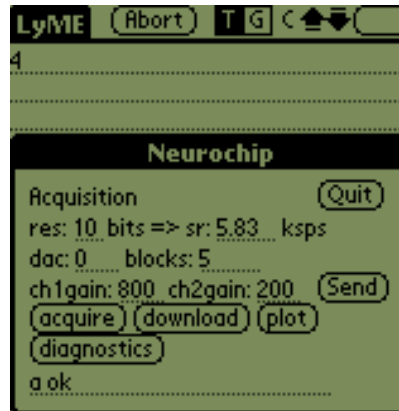 LyME Abort T G C
4
Neurochip
Acquisition Quit
res: 10 bits => sr: 5.83 ksps
dac: 0 blocks: 5
ch1gain: 800 ch2gain: 200 Send
acquire download plot
diagnostics
a ok